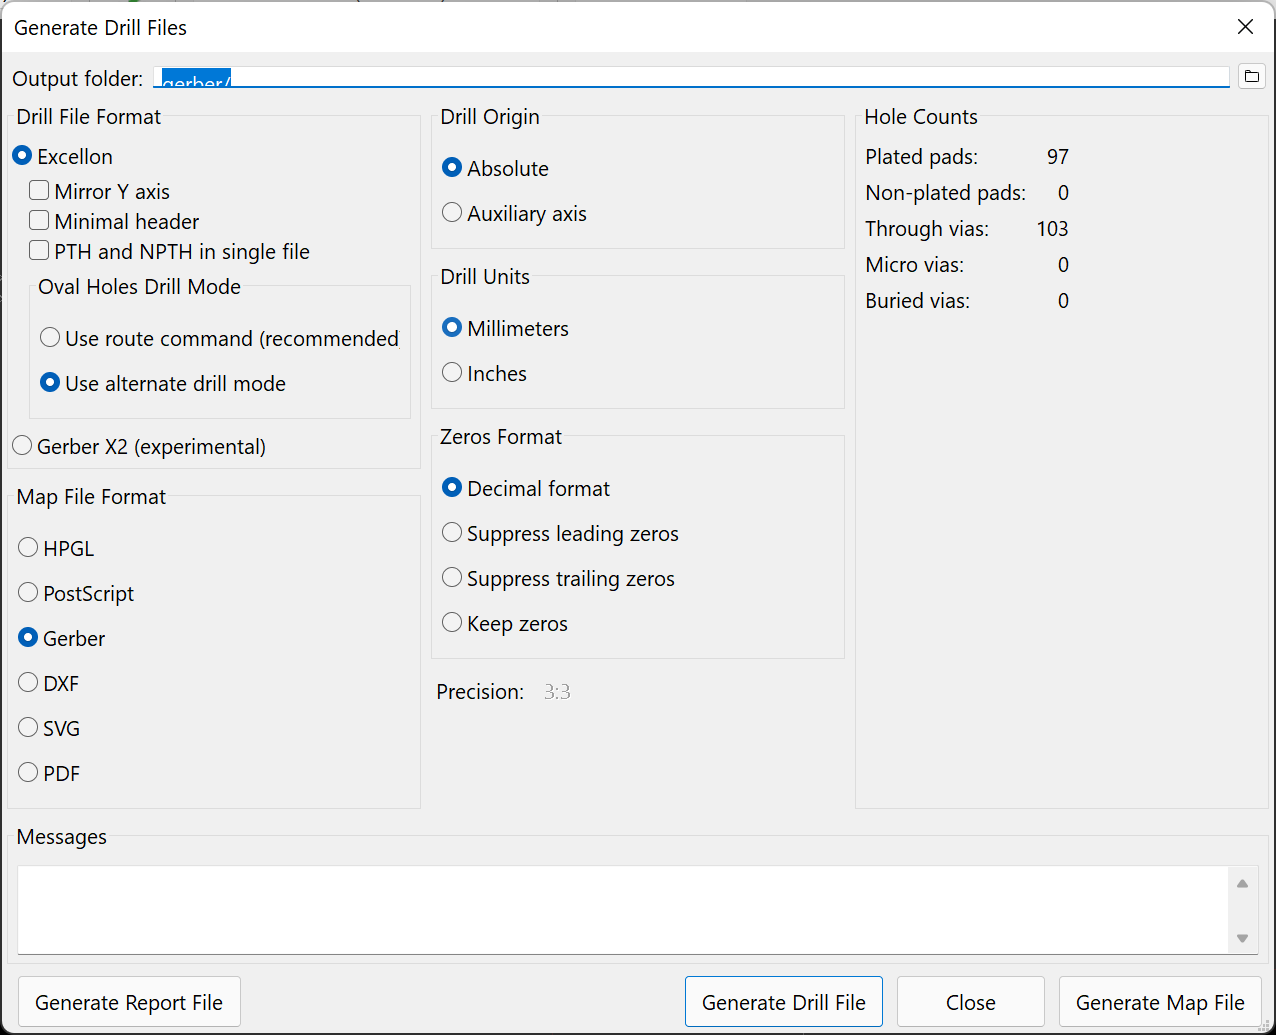 Generate Drill Files
Output folder: gerber/
Drill File Format
Excellon
Mirror Y axis
Minimal header
PTH and NPTH in single file
Oval Holes Drill Mode
Use route command (recommended
Use alternate drill mode
Gerber X2 (experimental)
Map File Format
HPGL
PostScript
Gerber
DXF
SVG
PDF
Drill Origin
Absolute
Auxiliary axis
Drill Units
Millimeters
Inches
Zeros Format
Decimal format
Suppress leading zeros
Suppress trailing zeros
Keep zeros
Precision: 3:3
Hole Counts
Plated pads: 97
Non-plated pads: 0
Through vias: 103
Micro vias: 0
Buried vias: 0
Messages
Generate Report File
Generate Drill File
Close
Generate Map File